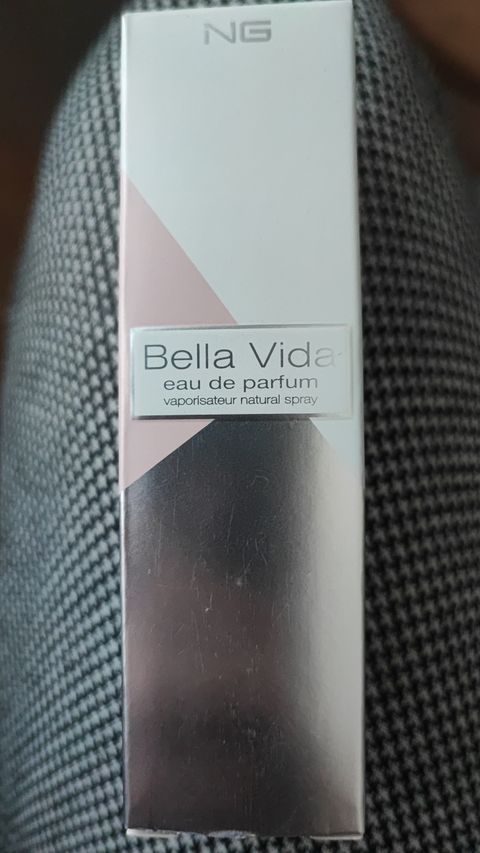 NG
Bella Vida
eau de parfum
vaporisateur natural spray